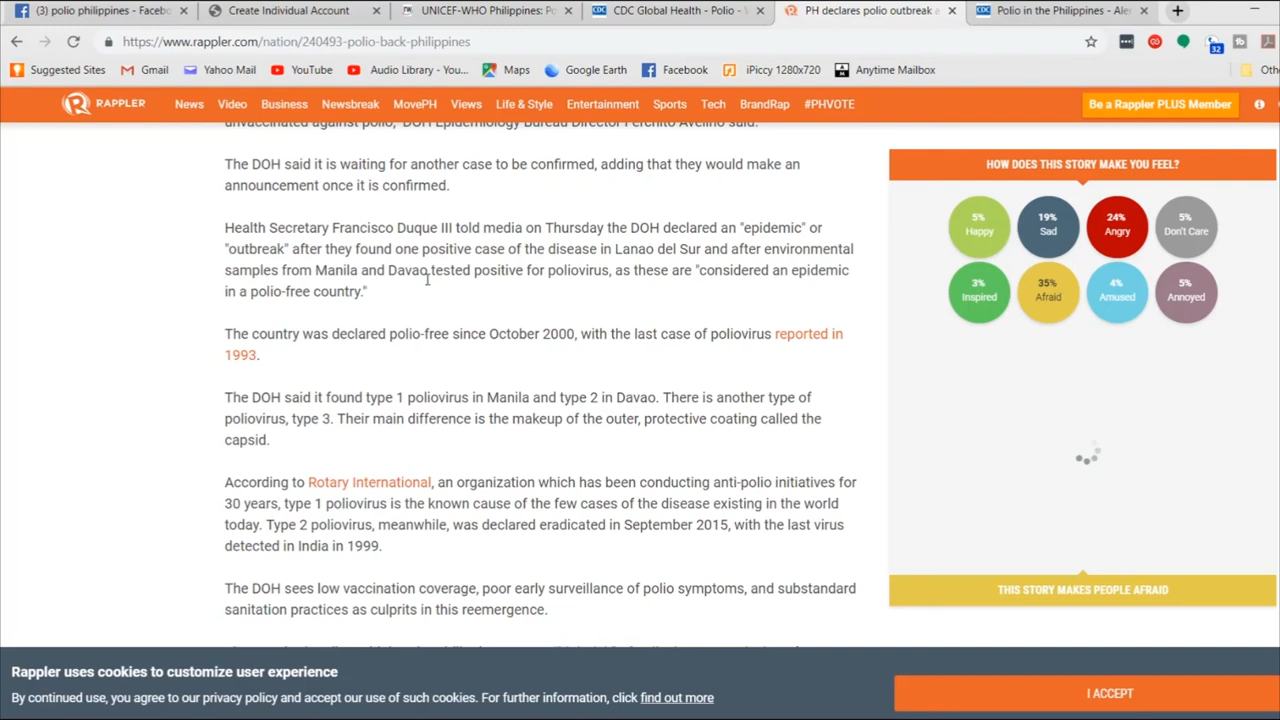 (3) polio philippines - Facebo
Create Individual Account
UNICEF-WHO Philippines: Po
CDC Global Health - Polio - V
PH declares polio outbreak a
Polio in the Philippines - Aler
https://www.rappler.com/nation/240493-polio-back-philippines
32
Suggested Sites
Gmail
Yahoo Mail
YouTube
Audio Library - You...
Maps
Google Earth
Facebook
iPiccy 1280x720
Anytime Mailbox
Oth
RAPPLER
News
Video
Business
Newsbreak
MovePH
Views
Life & Style
Entertainment
Sports
Tech
BrandRap
#PHVOTE
Be a Rappler PLUS Member
unvaccinated against polio," DOH Epidemiology Bureau Director Ferchito Avelino said.
The DOH said it is waiting for another case to be confirmed, adding that they would make an
announcement once it is confirmed.
Health Secretary Francisco Duque III told media on Thursday the DOH declared an "epidemic" or
"outbreak" after they found one positive case of the disease in Lanao del Sur and after environmental
samples from Manila and Davao tested positive for poliovirus, as these are "considered an epidemic
in a polio-free country."
The country was declared polio-free since October 2000, with the last case of poliovirus reported in
1993.
The DOH said it found type 1 poliovirus in Manila and type 2 in Davao. There is another type of
poliovirus, type 3. Their main difference is the makeup of the outer, protective coating called the
capsid.
According to Rotary International, an organization which has been conducting anti-polio initiatives for
30 years, type 1 poliovirus is the known cause of the few cases of the disease existing in the world
today. Type 2 poliovirus, meanwhile, was declared eradicated in September 2015, with the last virus
detected in India in 1999.
The DOH sees low vaccination coverage, poor early surveillance of polio symptoms, and substandard
sanitation practices as culprits in this reemergence.
HOW DOES THIS STORY MAKE YOU FEEL?
5%
Happy
19%
Sad
24%
Angry
5%
Don't Care
3%
Inspired
35%
Afraid
4%
Amused
5%
Annoyed
THIS STORY MAKES PEOPLE AFRAID
Rappler uses cookies to customize user experience
By continued use, you agree to our privacy policy and accept our use of such cookies. For further information, click find out more
I ACCEPT